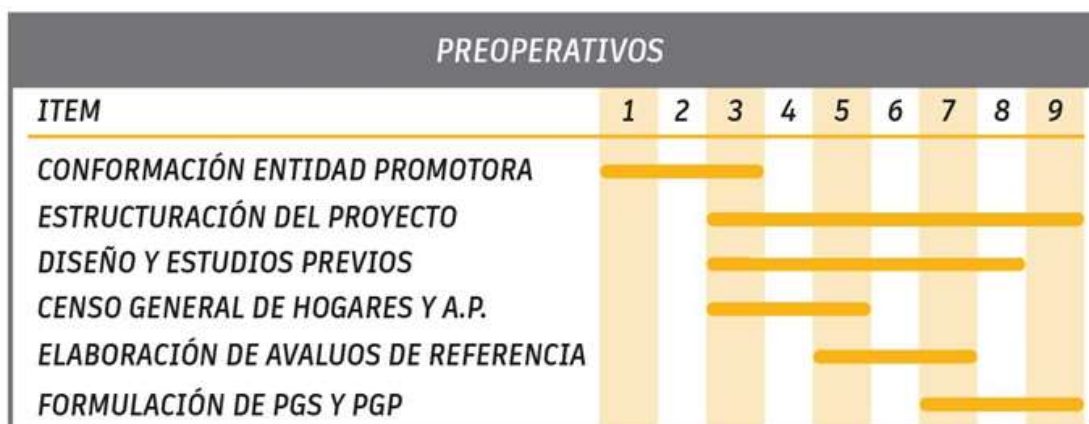 PREOPERATIVOS
ITEM 1 2 3 4 5 6 7 8 9
CONFORMACIÓN ENTIDAD PROMOTORA
ESTRUCTURACIÓN DEL PROYECTO
DISEÑO Y ESTUDIOS PREVIOS
CENSO GENERAL DE HOGARES Y A.P.
ELABORACIÓN DE AVALUOS DE REFERENCIA
FORMULACIÓN DE PGS Y PGP